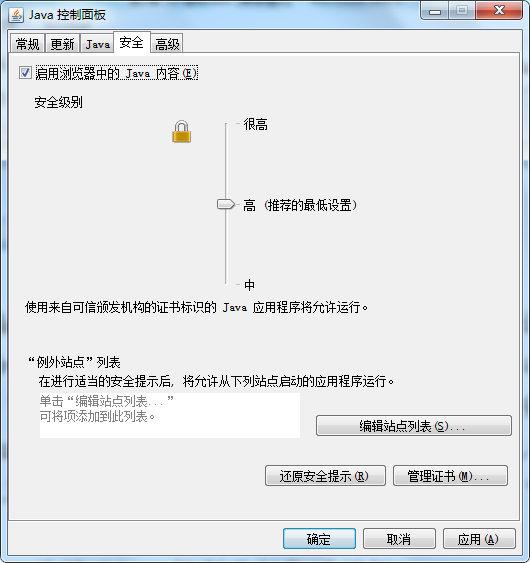 Java 控制面板
常规 更新 Java 安全 高级
启用浏览器中的 Java 内容(E)
安全级别
很高
高 (推荐的最低设置)
中
使用来自可信颁发机构的证书标识的 Java 应用程序将允许运行。
“例外站点”列表
在进行适当的安全提示后, 将允许从下列站点启动的应用程序运行。
单击“编辑站点列表...”
可将项添加到此列表。
编辑站点列表(S)...
还原安全提示(R) 管理证书(M)...
确定 取消 应用(A)